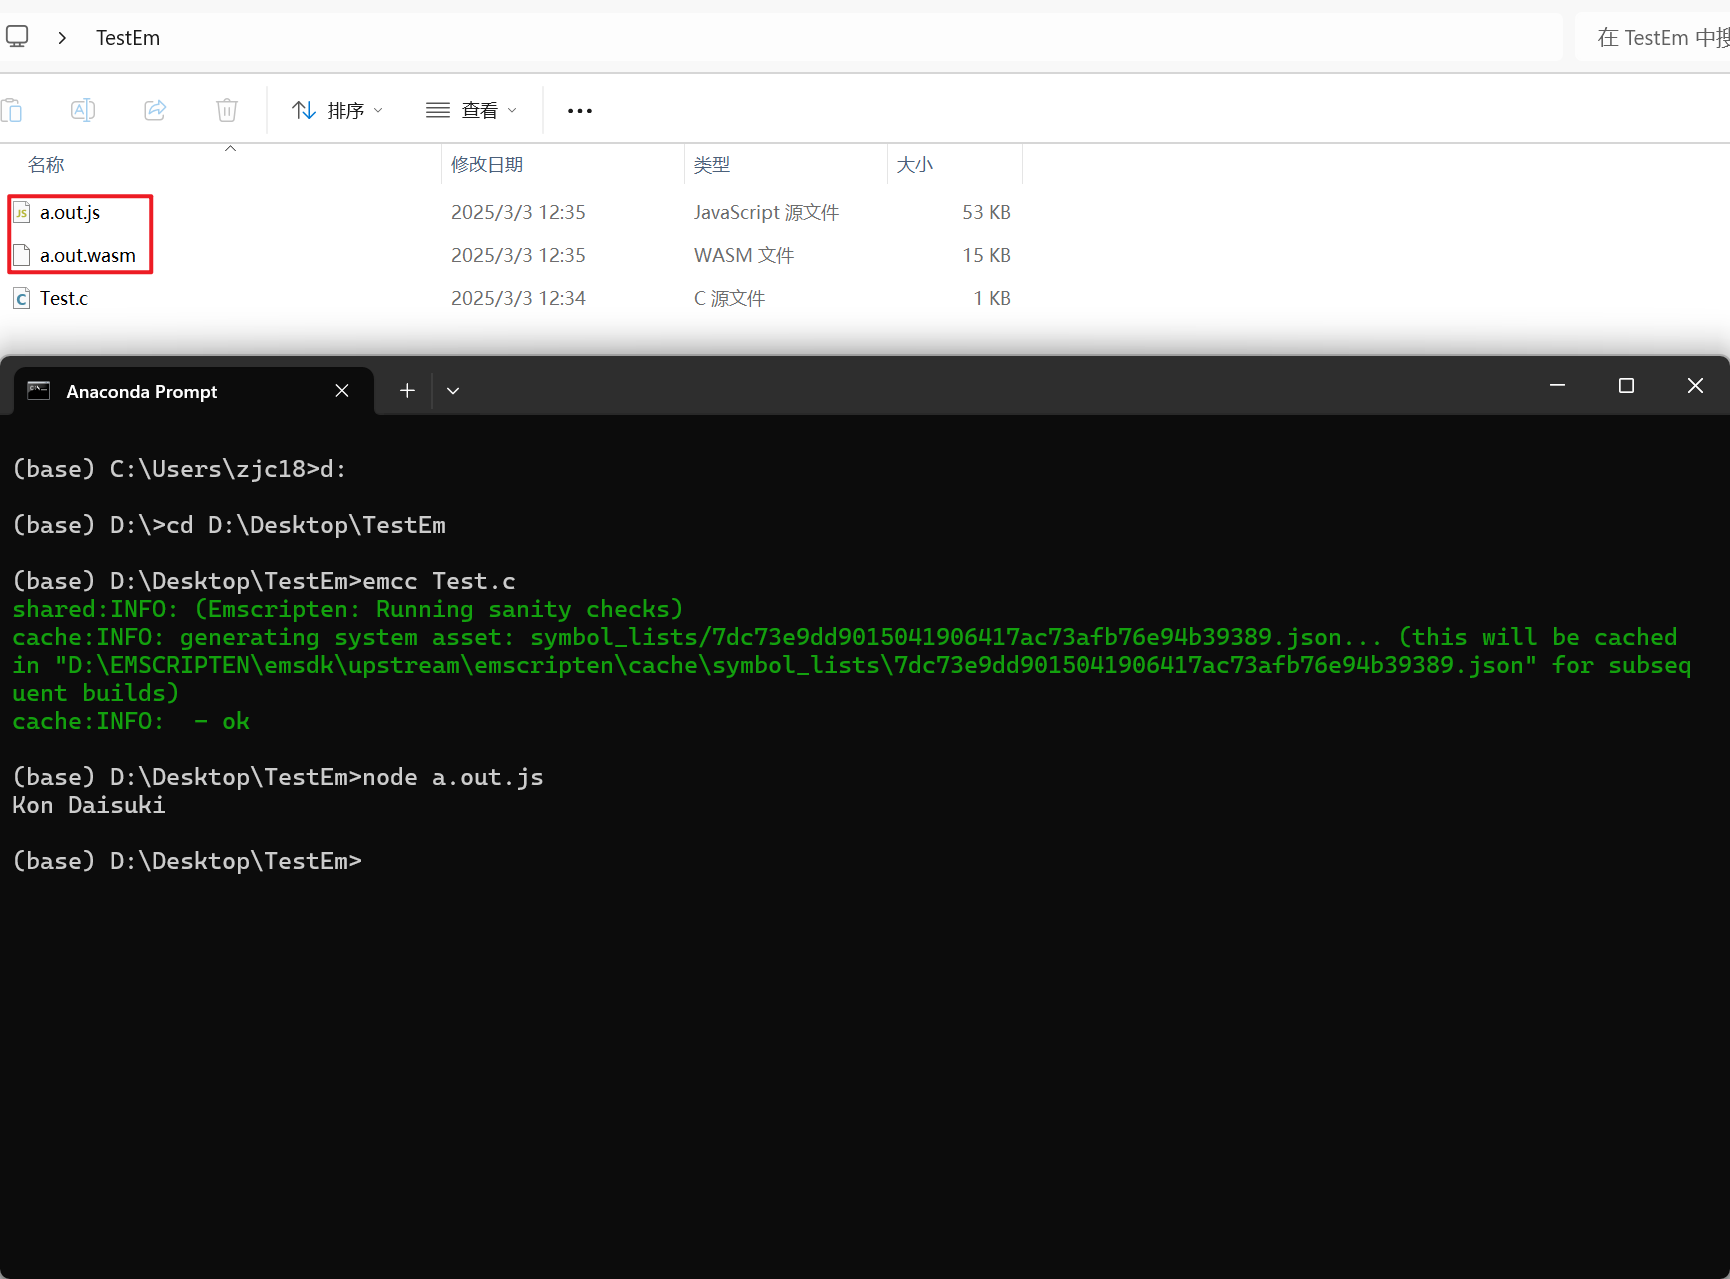 TestEm
在 TestEm 中搜
排序
查看
名称 修改日期 类型 大小
a.out.js 2025/3/3 12:35 JavaScript 源文件 53 KB
a.out.wasm 2025/3/3 12:35 WASM 文件 15 KB
Test.c 2025/3/3 12:34 C 源文件 1 KB
Anaconda Prompt
(base) C:\Users\zjc18>d:
(base) D:\>cd D:\Desktop\TestEm
(base) D:\Desktop\TestEm>emcc Test.c
shared:INFO: (Emscripten: Running sanity checks)
cache:INFO: generating system asset: symbol_lists/7dc73e9dd9015041906417ac73afb76e94b39389.json... (this will be cached
in "D:\EMSCRIPTEN\emsdk\upstream\emscripten\cache\symbol_lists\7dc73e9dd9015041906417ac73afb76e94b39389.json" for subseq
uent builds)
cache:INFO:  - ok
(base) D:\Desktop\TestEm>node a.out.js
Kon Daisuki
(base) D:\Desktop\TestEm>